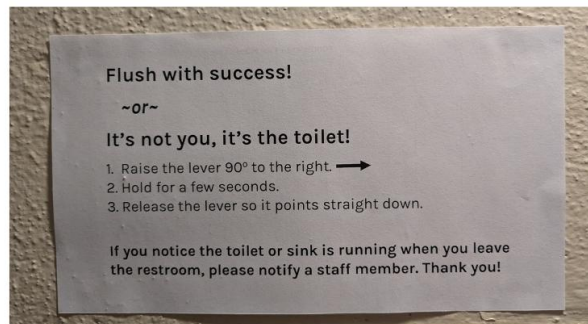 Flush with success!
~or~
It's not you, it's the toilet!
1. Raise the lever 90° to the right. →
2. Hold for a few seconds.
3. Release the lever so it points straight down.
If you notice the toilet or sink is running when you leave
the restroom, please notify a staff member. Thank you!